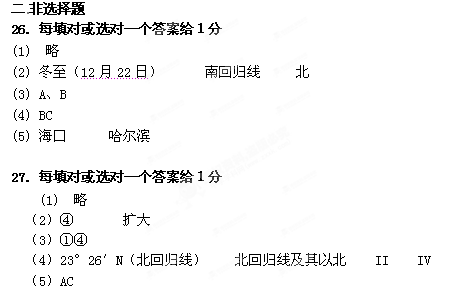 二.非选择题
26. 每填对或选对一个答案给1分
(1) 略
(2) 冬至（12月22日） 南回归线 北
(3) A、B
(4) BC
(5) 海口 哈尔滨
27. 每填对或选对一个答案给1分
(1) 略
(2) ④ 扩大
(3) ①④
(4) 23°26′N（北回归线） 北回归线及其以北 II IV
(5) AC